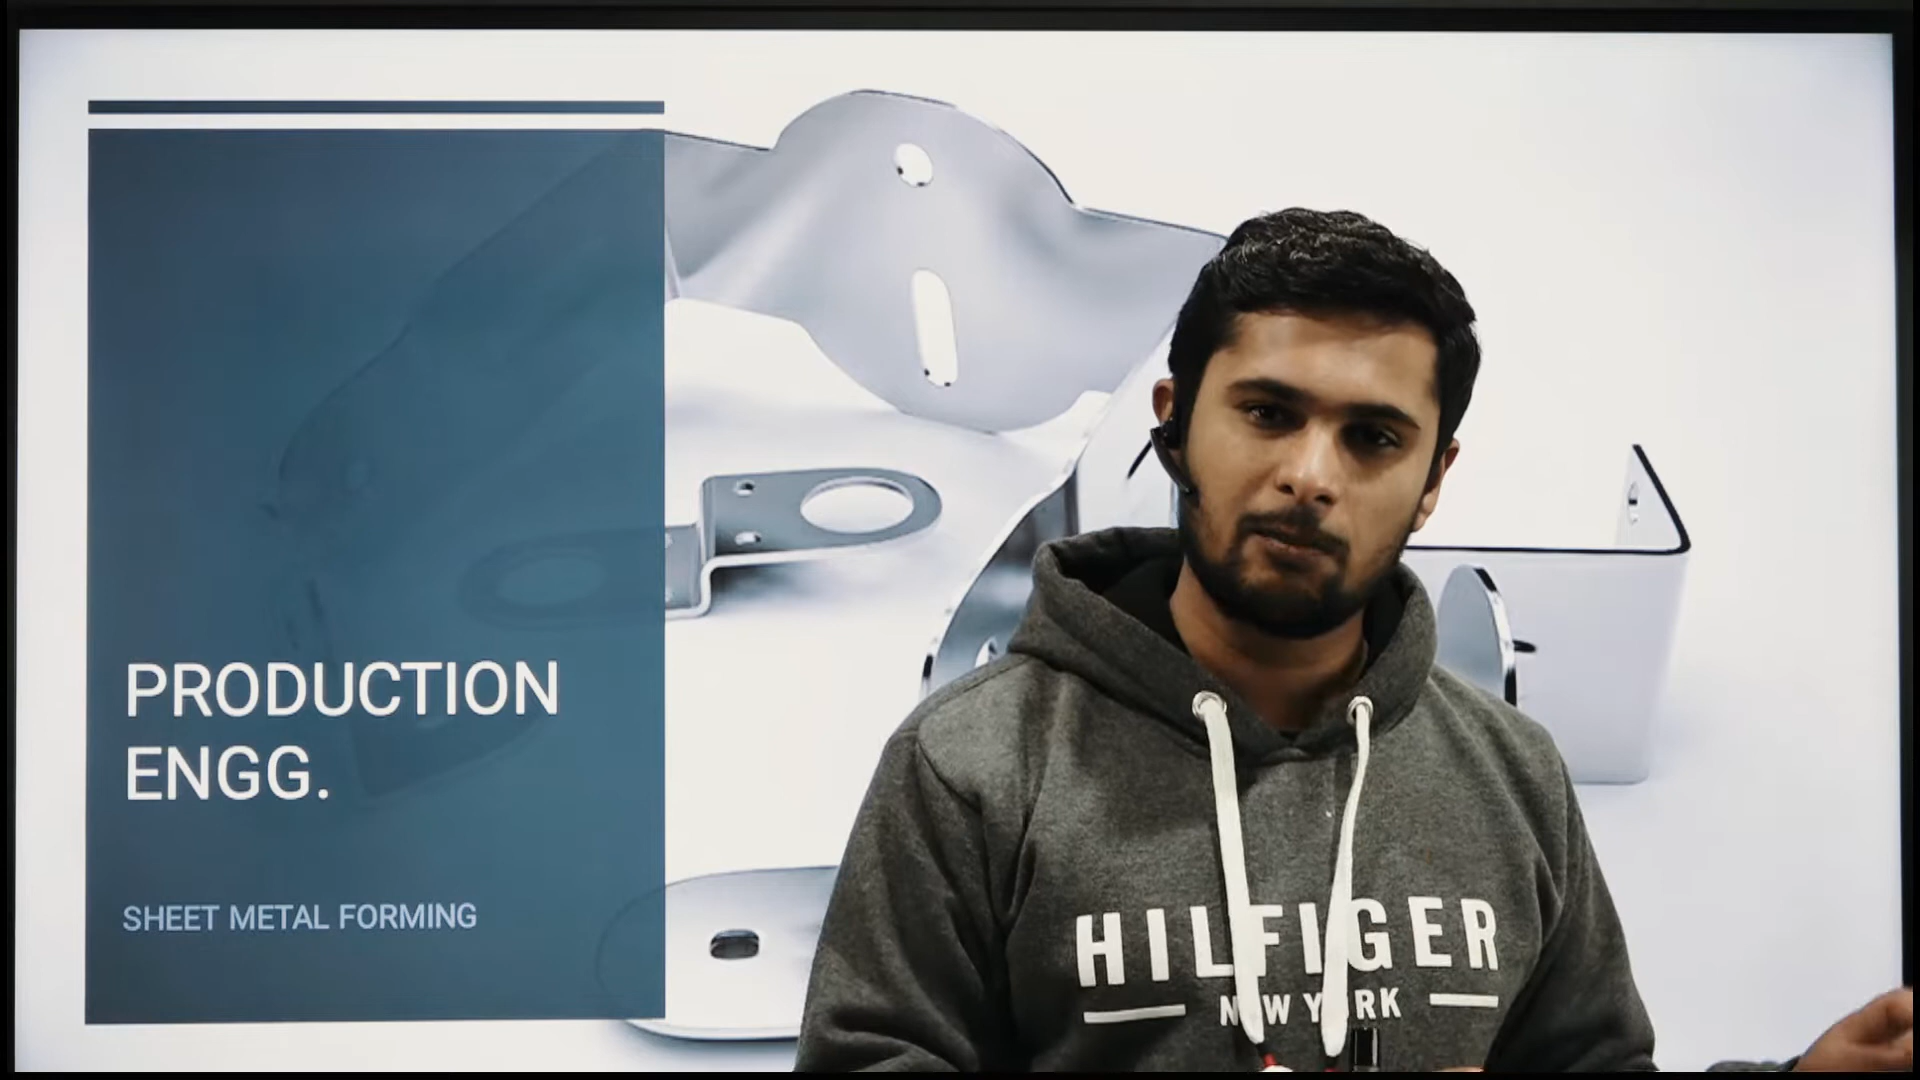 PRODUCTION
ENGG.
SHEET METAL FORMING
HILFIGER
NEW YORK